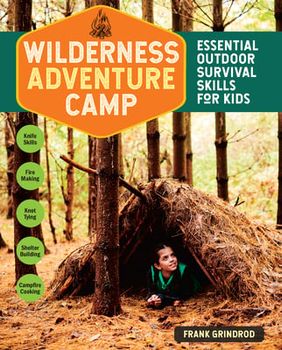 WILDERNESS
ADVENTURE
CAMP
ESSENTIAL
OUTDOOR
SURVIVAL
SKILLS
FOR KIDS
Knife
Skills
Fire
Making
Knot
Tying
Shelter
Building
Campfire
Cooking
FRANK GRINDROD